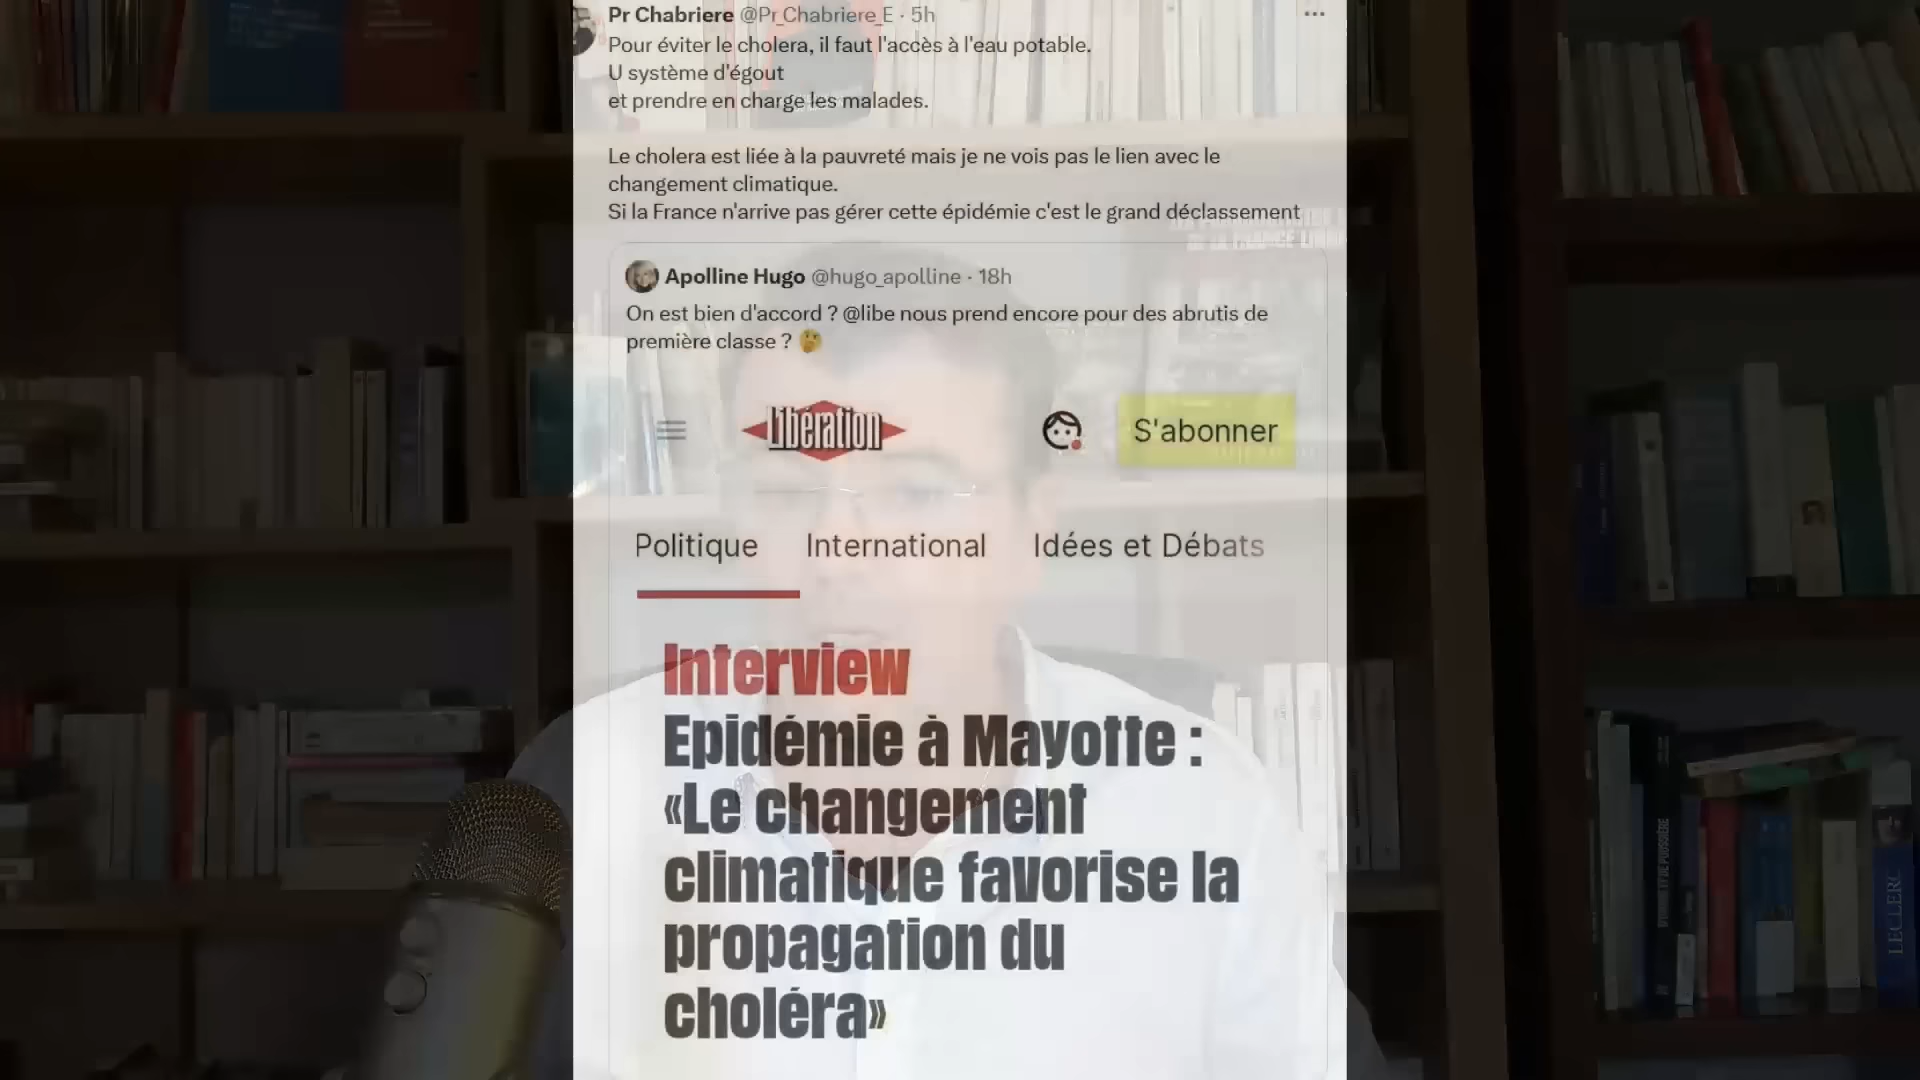 Pr Chabriere @Pr_Chabriere_E · 5h
Pour éviter le cholera, il faut l'accès à l'eau potable.
U système d'égout
et prendre en charge les malades.
Le cholera est liée à la pauvreté mais je ne vois pas le lien avec le
changement climatique.
Si la France n'arrive pas gérer cette épidémie c'est le grand déclassement
Apolline Hugo @hugo_apolline · 18h
On est bien d'accord ? @libe nous prend encore pour des abrutis de
première classe ? 🤔
Libération
S'abonner
Politique International Idées et Débats
Interview
Epidémie à Mayotte :
«Le changement
climatique favorise la
propagation du
choléra»
LECLERC